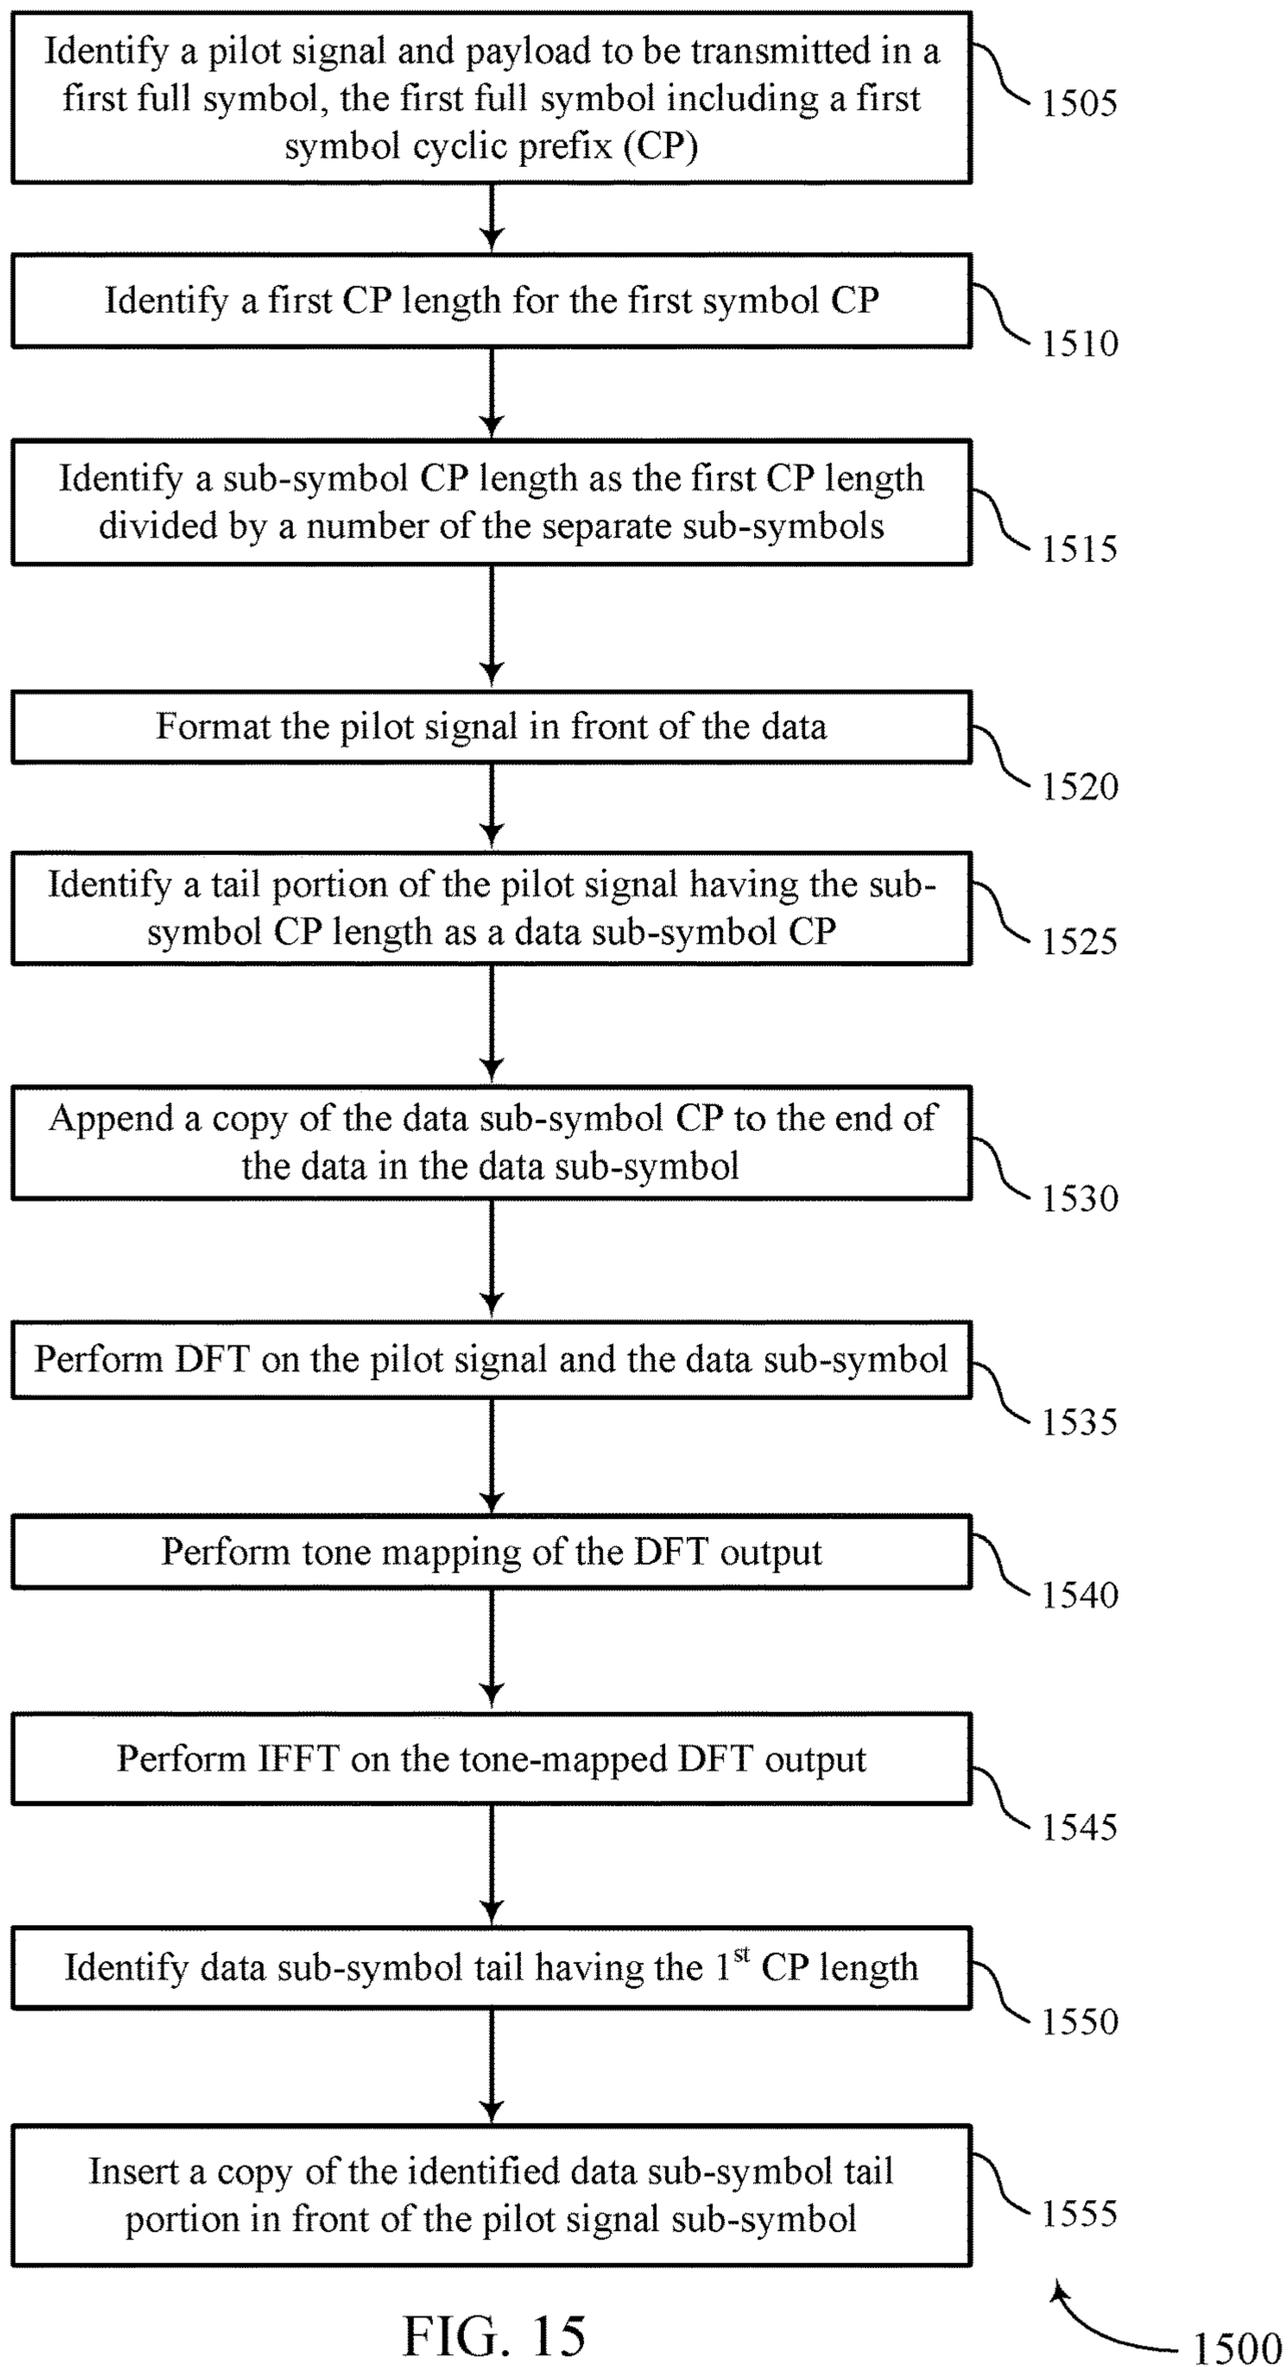 Identify a pilot signal and payload to be transmitted in a
first full symbol, the first full symbol including a first
symbol cyclic prefix (CP)
1505
Identify a first CP length for the first symbol CP
1510
Identify a sub-symbol CP length as the first CP length
divided by a number of the separate sub-symbols
1515
Format the pilot signal in front of the data
1520
Identify a tail portion of the pilot signal having the sub-
symbol CP length as a data sub-symbol CP
1525
Append a copy of the data sub-symbol CP to the end of
the data in the data sub-symbol
1530
Perform DFT on the pilot signal and the data sub-symbol
1535
Perform tone mapping of the DFT output
1540
Perform IFFT on the tone-mapped DFT output
1545
Identify data sub-symbol tail having the 1st CP length
1550
Insert a copy of the identified data sub-symbol tail
portion in front of the pilot signal sub-symbol
1555
FIG. 15
1500